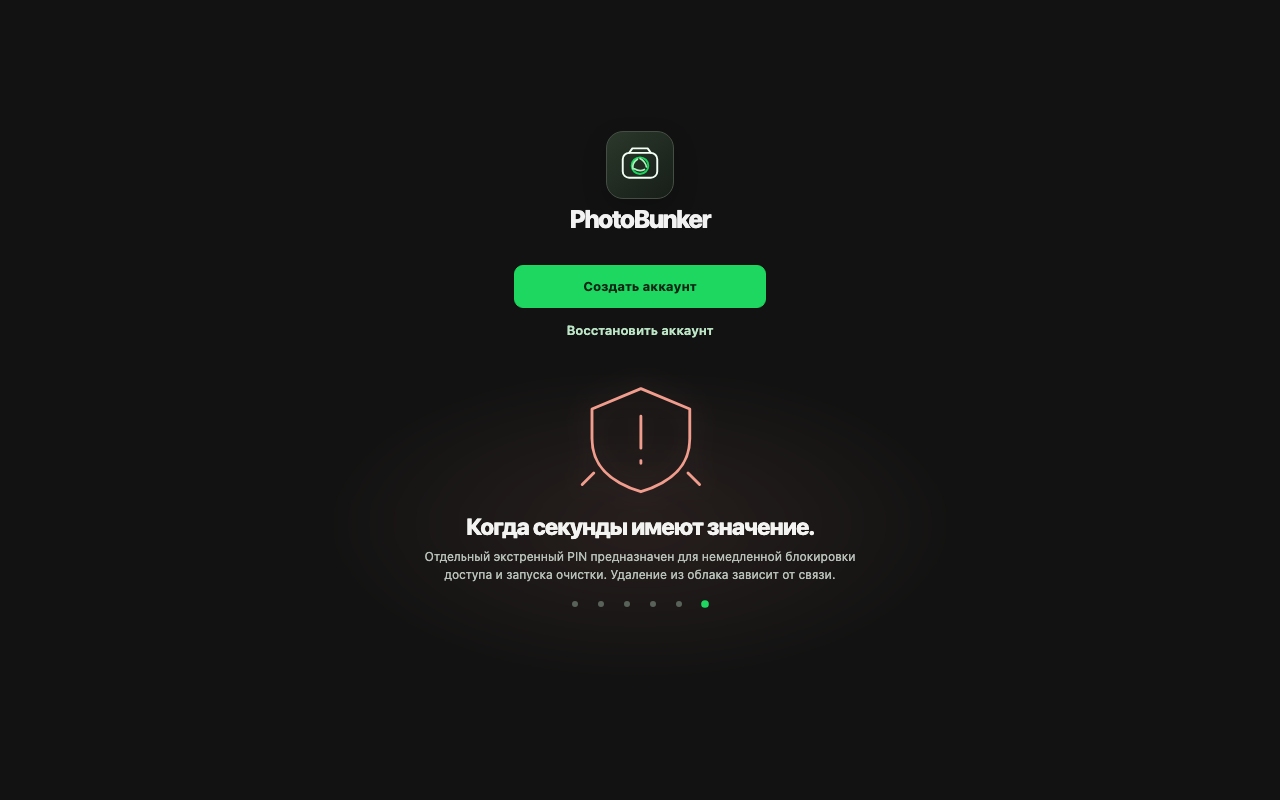 PhotoBunker
Создать аккаунт
Восстановить аккаунт
Когда секунды имеют значение.
Отдельный экстренный PIN предназначен для немедленной блокировки
доступа и запуска очистки. Удаление из облака зависит от связи.